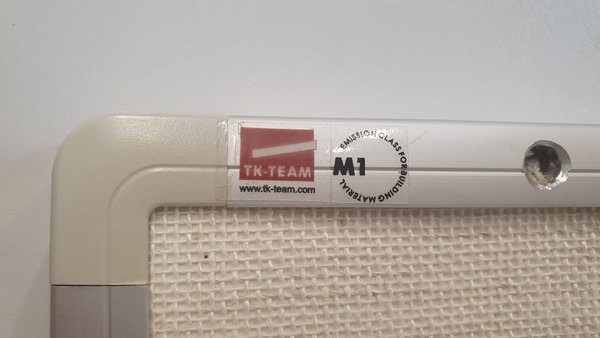 TK-TEAM
www.tk-team.com
M1
EMISSION CLASS FOR BUILDING MATERIAL